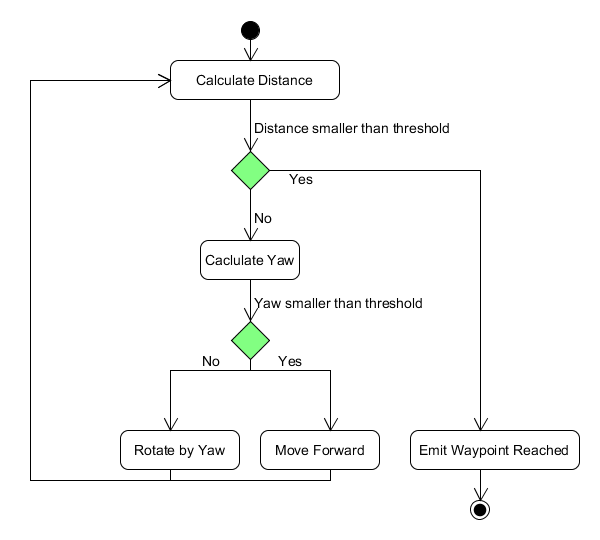 Calculate Distance
Distance smaller than threshold
Yes
No
Caclulate Yaw
Yaw smaller than threshold
No
Yes
Rotate by Yaw
Move Forward
Emit Waypoint Reached